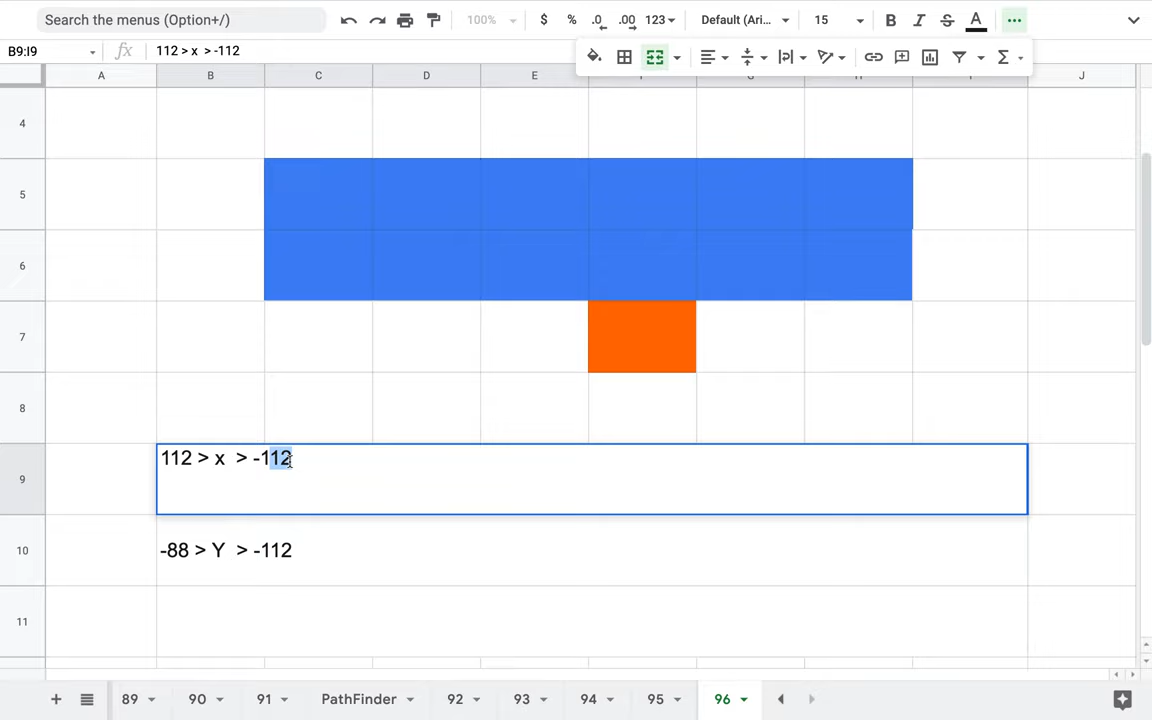 Search the menus (Option+/)
100%
$
%
.0
.00
123
Default (Ari...
15
B
I
S
A
B9:I9
fx
112 > x  > -112
A
B
C
D
E
J
4
5
6
7
8
9
112 > x  > -112
10
-88 > Y  > -112
11
89
90
91
PathFinder
92
93
94
95
96